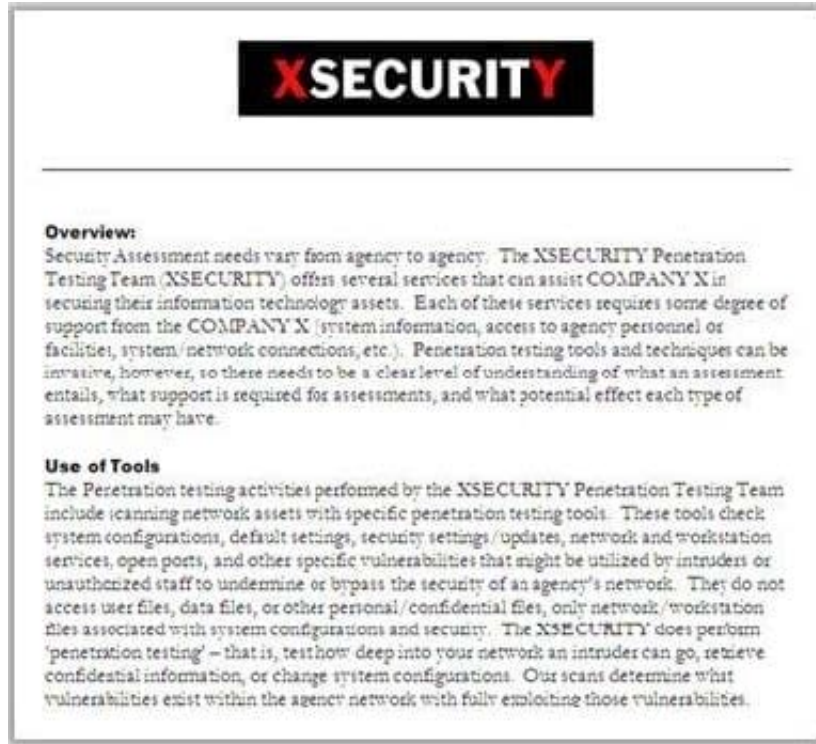 XSECURITY
Overview:
Security Assessment needs vary from agency to agency. The XSECURITY Penetration
Testing Team (XSECURITY) offers several services that can assist COMPANY X in
securing their information technology assets. Each of these services requires some degree of
support from the COMPANY X (system information, access to agency personnel or
facilities, system/network connections, etc.). Penetration testing tools and techniques can be
invasive, however, so there needs to be a clear level of understanding of what an assessment
entails, what support is required for assessments, and what potential effect each type of
assessment may have.
Use of Tools
The Penetration testing activities performed by the XSECURITY Penetration Testing Team
include scanning network assets with specific penetration testing tools. These tools check
system configurations, default settings, security settings/updates, network and workstation
services, open ports, and other specific vulnerabilities that might be utilized by intruders or
unauthorized staff to undermine or bypass the security of an agency's network. They do not
access user files, data files, or other personal/confidential files, only network/workstation
files associated with system configurations and security. The XSECURITY does perform
'penetration testing' – that is, test how deep into your network an intruder can go, retrieve
confidential information, or change system configurations. Our scans determine what
vulnerabilities exist within the agency network with fully exploiting those vulnerabilities.